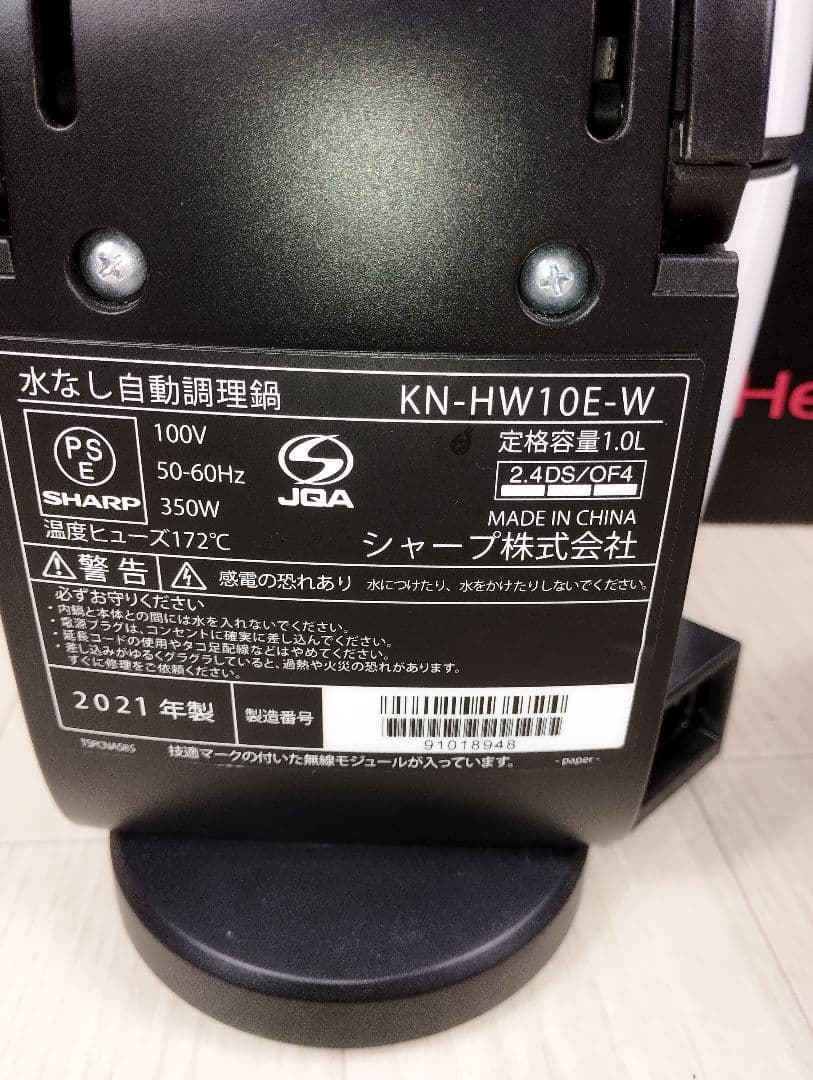 水なし自動調理鍋 KN-HW10E-W
PS
E
SHARP
100V
50-60Hz
350W
JQA
定格容量1.0L
2.4DS/OF4
MADE IN CHINA
温度ヒューズ172℃
シャープ株式会社
警告 感電の恐れあり 水につけたり、水をかけたりしないでください。
必ずお守りください
・内鍋と本体との間には水を入れないでください。
・電源プラグは、コンセントに確実に差し込んでください。
・延長コードの使用やタコ足配線などはやめてください。
・差し込みがゆるくグラグラしていると、過熱や火災の恐れがあります。
すぐに修理をご依頼ください。
2021年製 製造番号
91018948
技適マークの付いた無線モジュールが入っています。 -paper-
He